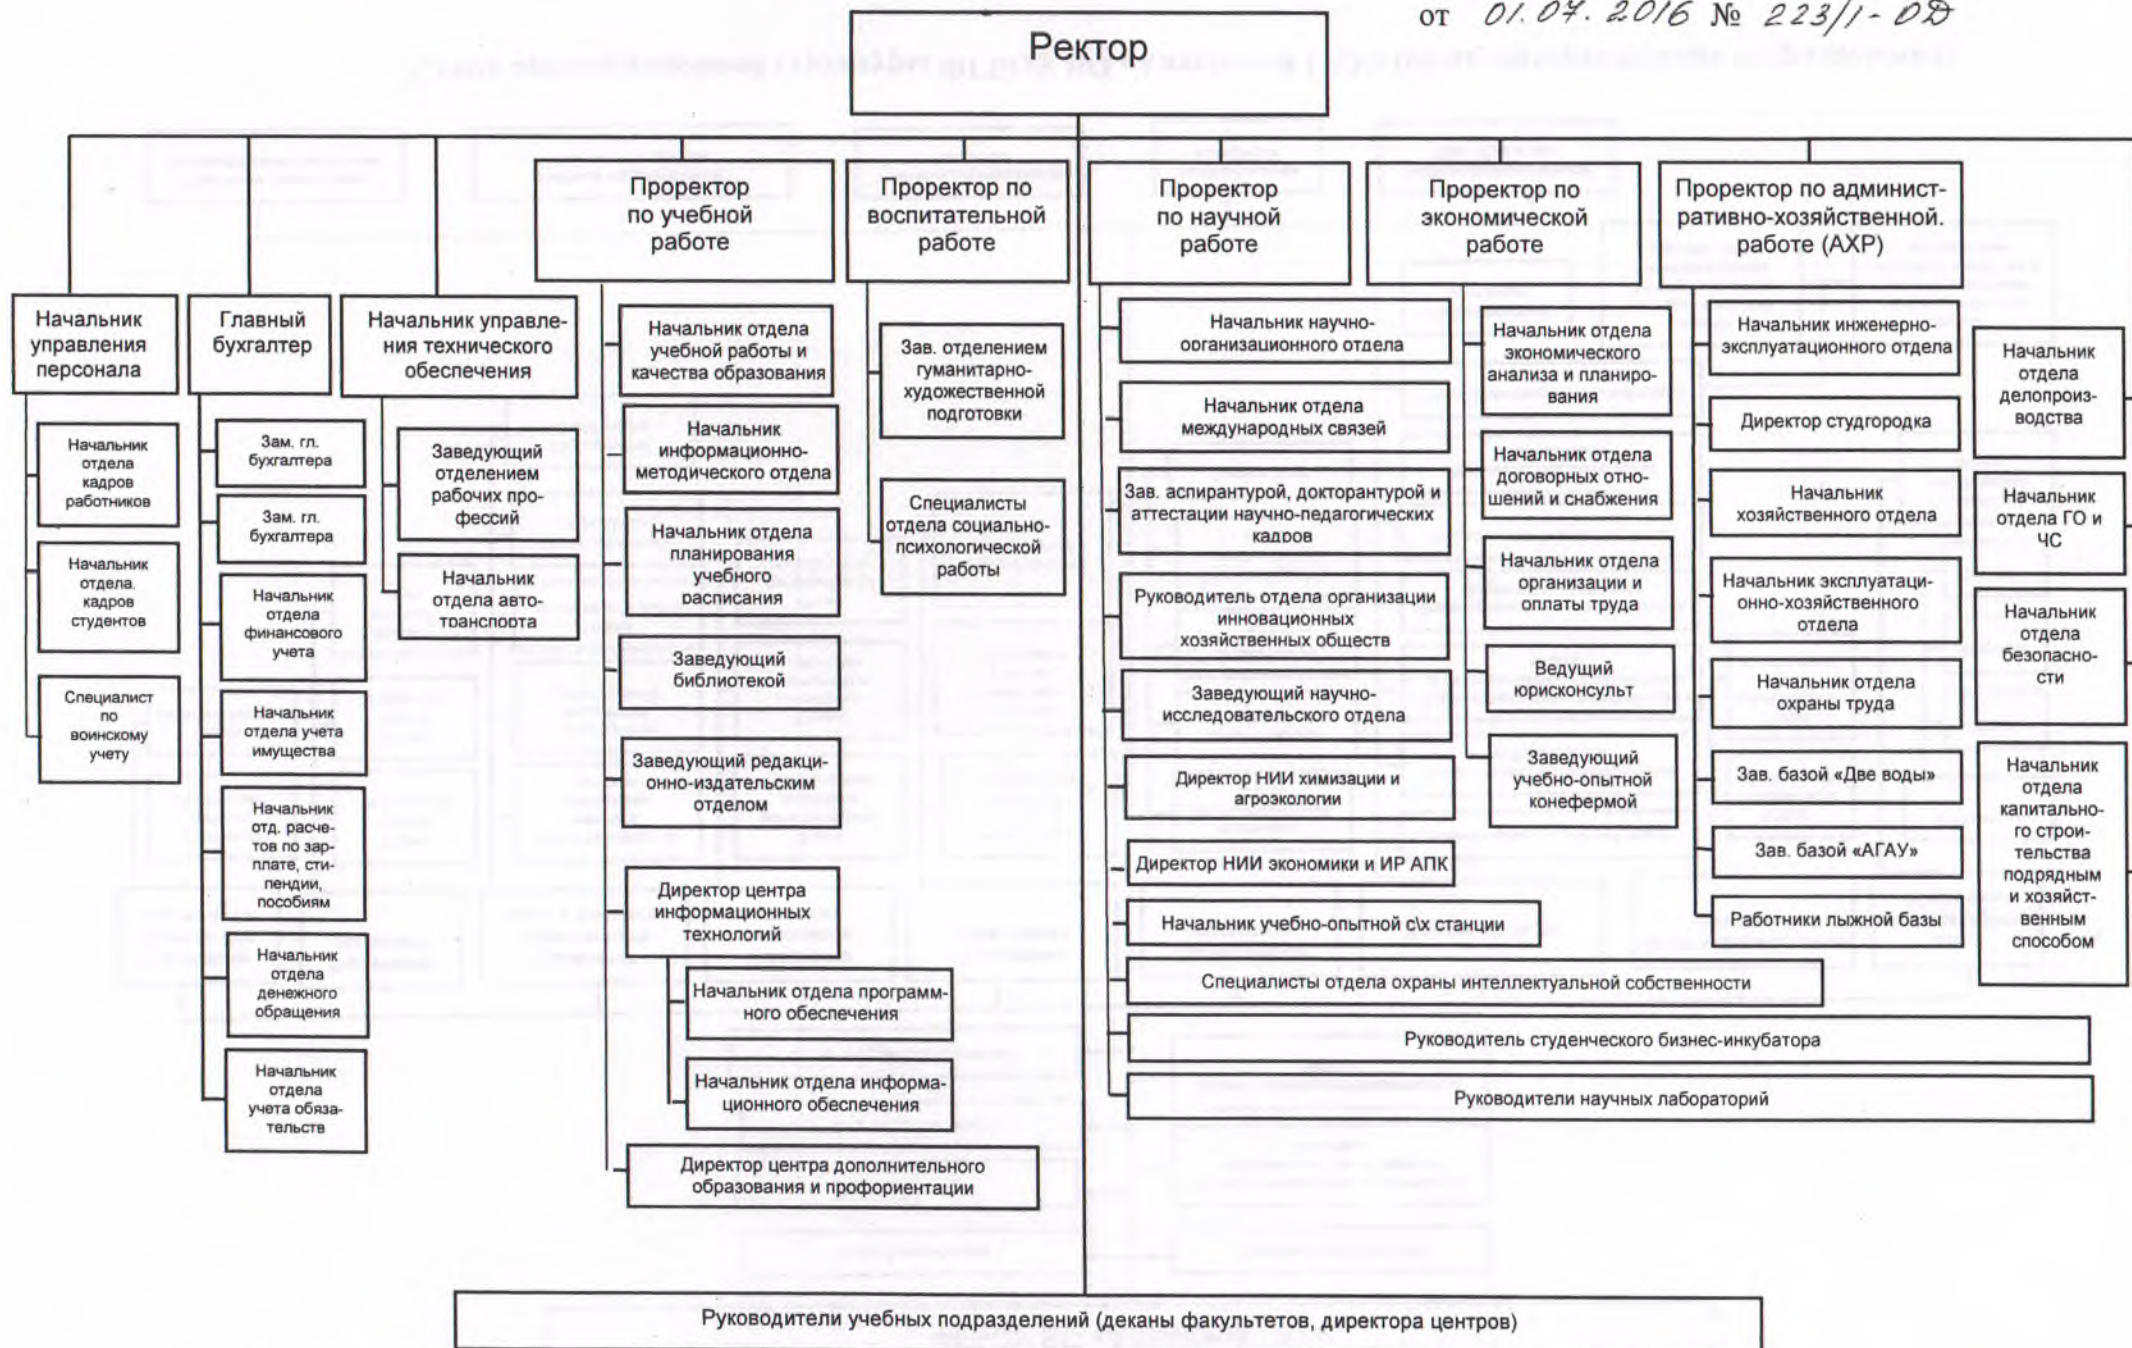 от 01.07.2016 № 223/1-ОД
Ректор
Проректор
по учебной
работе
Проректор по
воспитательной
работе
Проректор
по научной
работе
Проректор по
экономической
работе
Проректор по админист-
ративно-хозяйственной.
работе (АХР)
Начальник
управления
персонала
Главный
бухгалтер
Начальник управле-
ния технического
обеспечения
Начальник
отдела
кадров
работников
Начальник
отдела.
кадров
студентов
Специалист
по
воинскому
учету
Зам. гл.
бухгалтера
Зам. гл.
бухгалтера
Начальник
отдела
финансового
учета
Начальник
отдела учета
имущества
Начальник
отд. расче-
тов по зар-
плате, сти-
пендии,
пособиям
Начальник
отдела
денежного
обращения
Начальник
отдела
учета обяза-
тельств
Заведующий
отделением
рабочих про-
фессий
Начальник
отдела авто-
транспорта
Начальник отдела
учебной работы и
качества образования
Начальник
информационно-
методического отдела
Начальник отдела
планирования
учебного
расписания
Заведующий
библиотекой
Заведующий редакци-
онно-издательским
отделом
Директор центра
информационных
технологий
Начальник отдела программ-
ного обеспечения
Начальник отдела информа-
ционного обеспечения
Директор центра дополнительного
образования и профориентации
Зав. отделением
гуманитарно-
художественной
подготовки
Специалисты
отдела социально-
психологической
работы
Начальник научно-
организационного отдела
Начальник отдела
международных связей
Зав. аспирантурой, докторантурой и
аттестации научно-педагогических
кадров
Руководитель отдела организации
инновационных
хозяйственных обществ
Заведующий научно-
исследовательского отдела
Директор НИИ химизации и
агроэкологии
Директор НИИ экономики и ИР АПК
Начальник учебно-опытной с\х станции
Специалисты отдела охраны интеллектуальной собственности
Руководитель студенческого бизнес-инкубатора
Руководители научных лабораторий
Начальник отдела
экономического
анализа и планиро-
вания
Начальник отдела
договорных отно-
шений и снабжения
Начальник отдела
организации и
оплаты труда
Ведущий
юрисконсульт
Заведующий
учебно-опытной
конефермой
Начальник инженерно-
эксплуатационного отдела
Директор студгородка
Начальник
хозяйственного отдела
Начальник эксплуатаци-
онно-хозяйственного
отдела
Начальник отдела
охраны труда
Зав. базой «Две воды»
Зав. базой «АГАУ»
Работники лыжной базы
Начальник
отдела
делопроиз-
водства
Начальник
отдела ГО и
ЧС
Начальник
отдела
безопасно-
сти
Начальник
отдела
капитально-
го строи-
тельства
подрядным
и хозяйст-
венным
способом
Руководители учебных подразделений (деканы факультетов, директора центров)